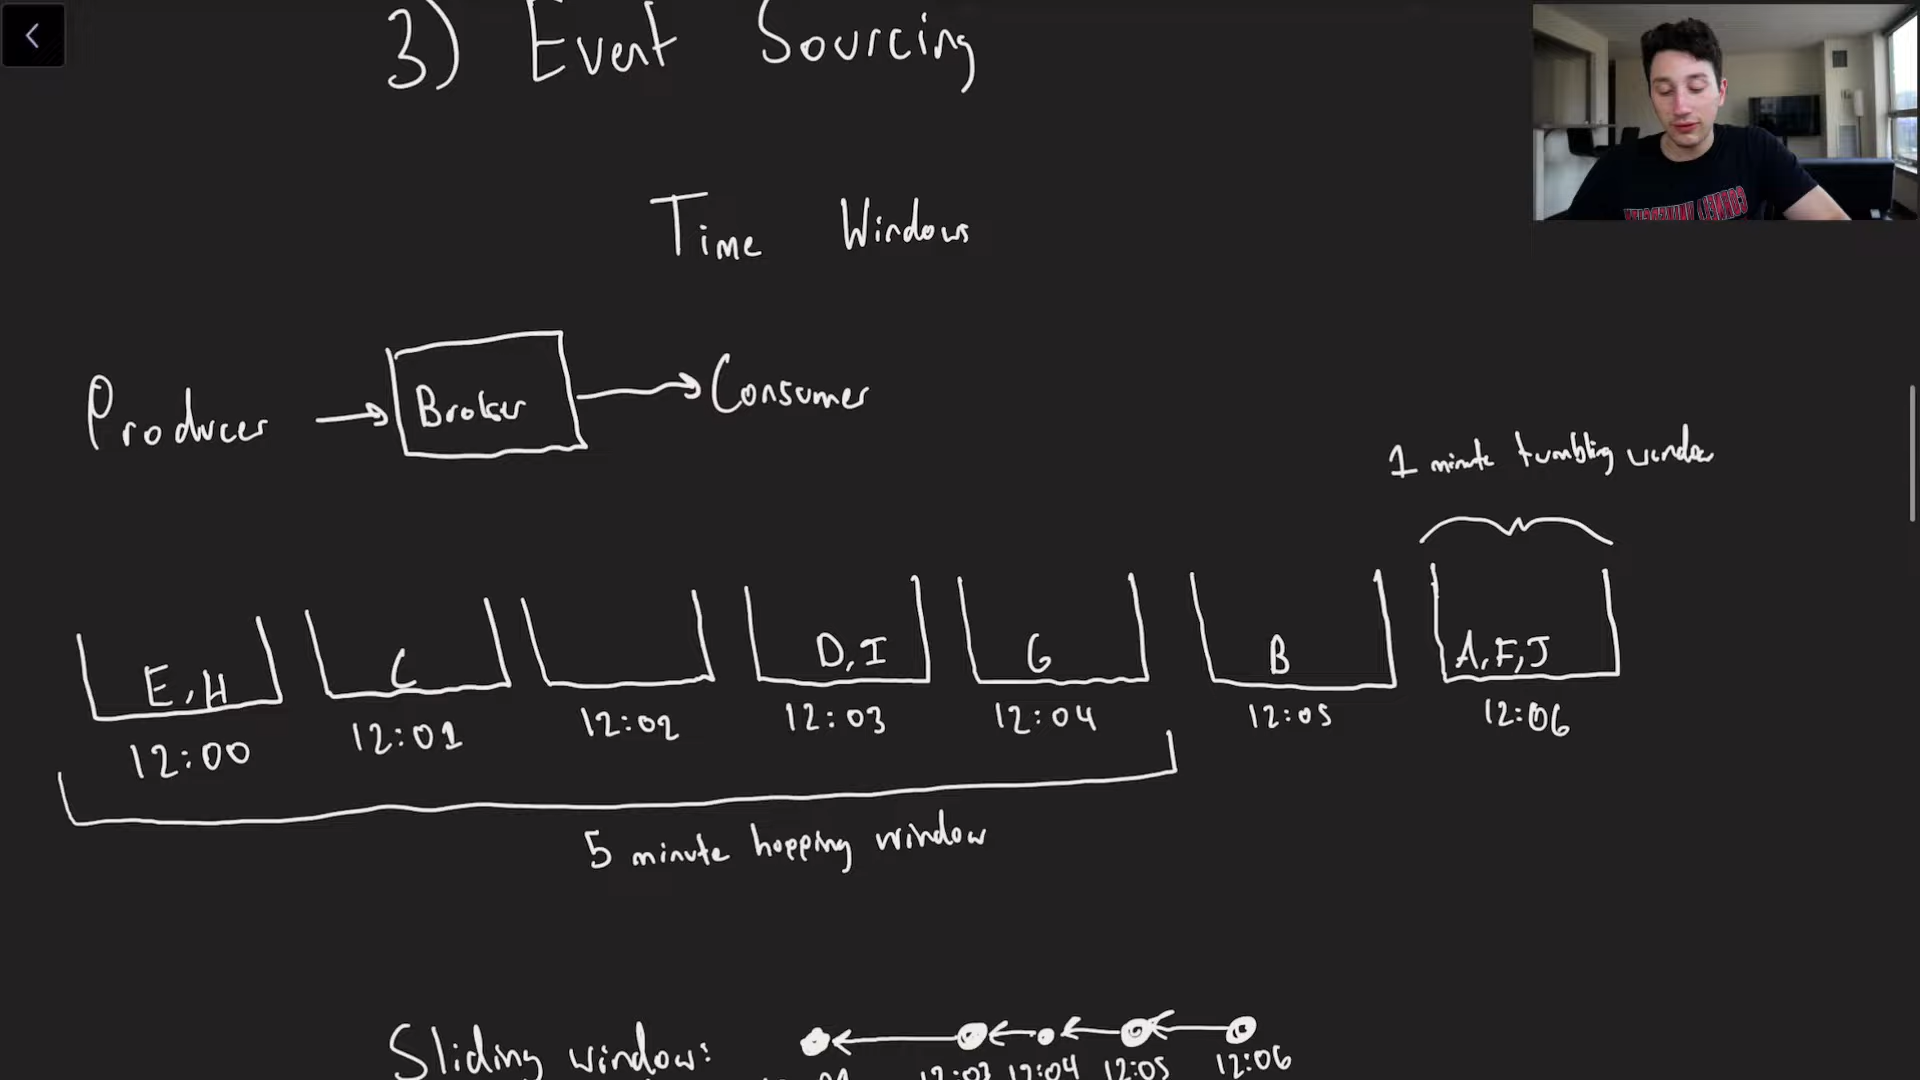 3) Event Sourcing
Time Windows
Producer
Broker
Consumer
1 minute tumbling window
E, H
C
D, I
G
B
A, F, J
12:00
12:01
12:02
12:03
12:04
12:05
12:06
5 minute hopping window
Sliding window:
12:03 12:04 12:05 12:06